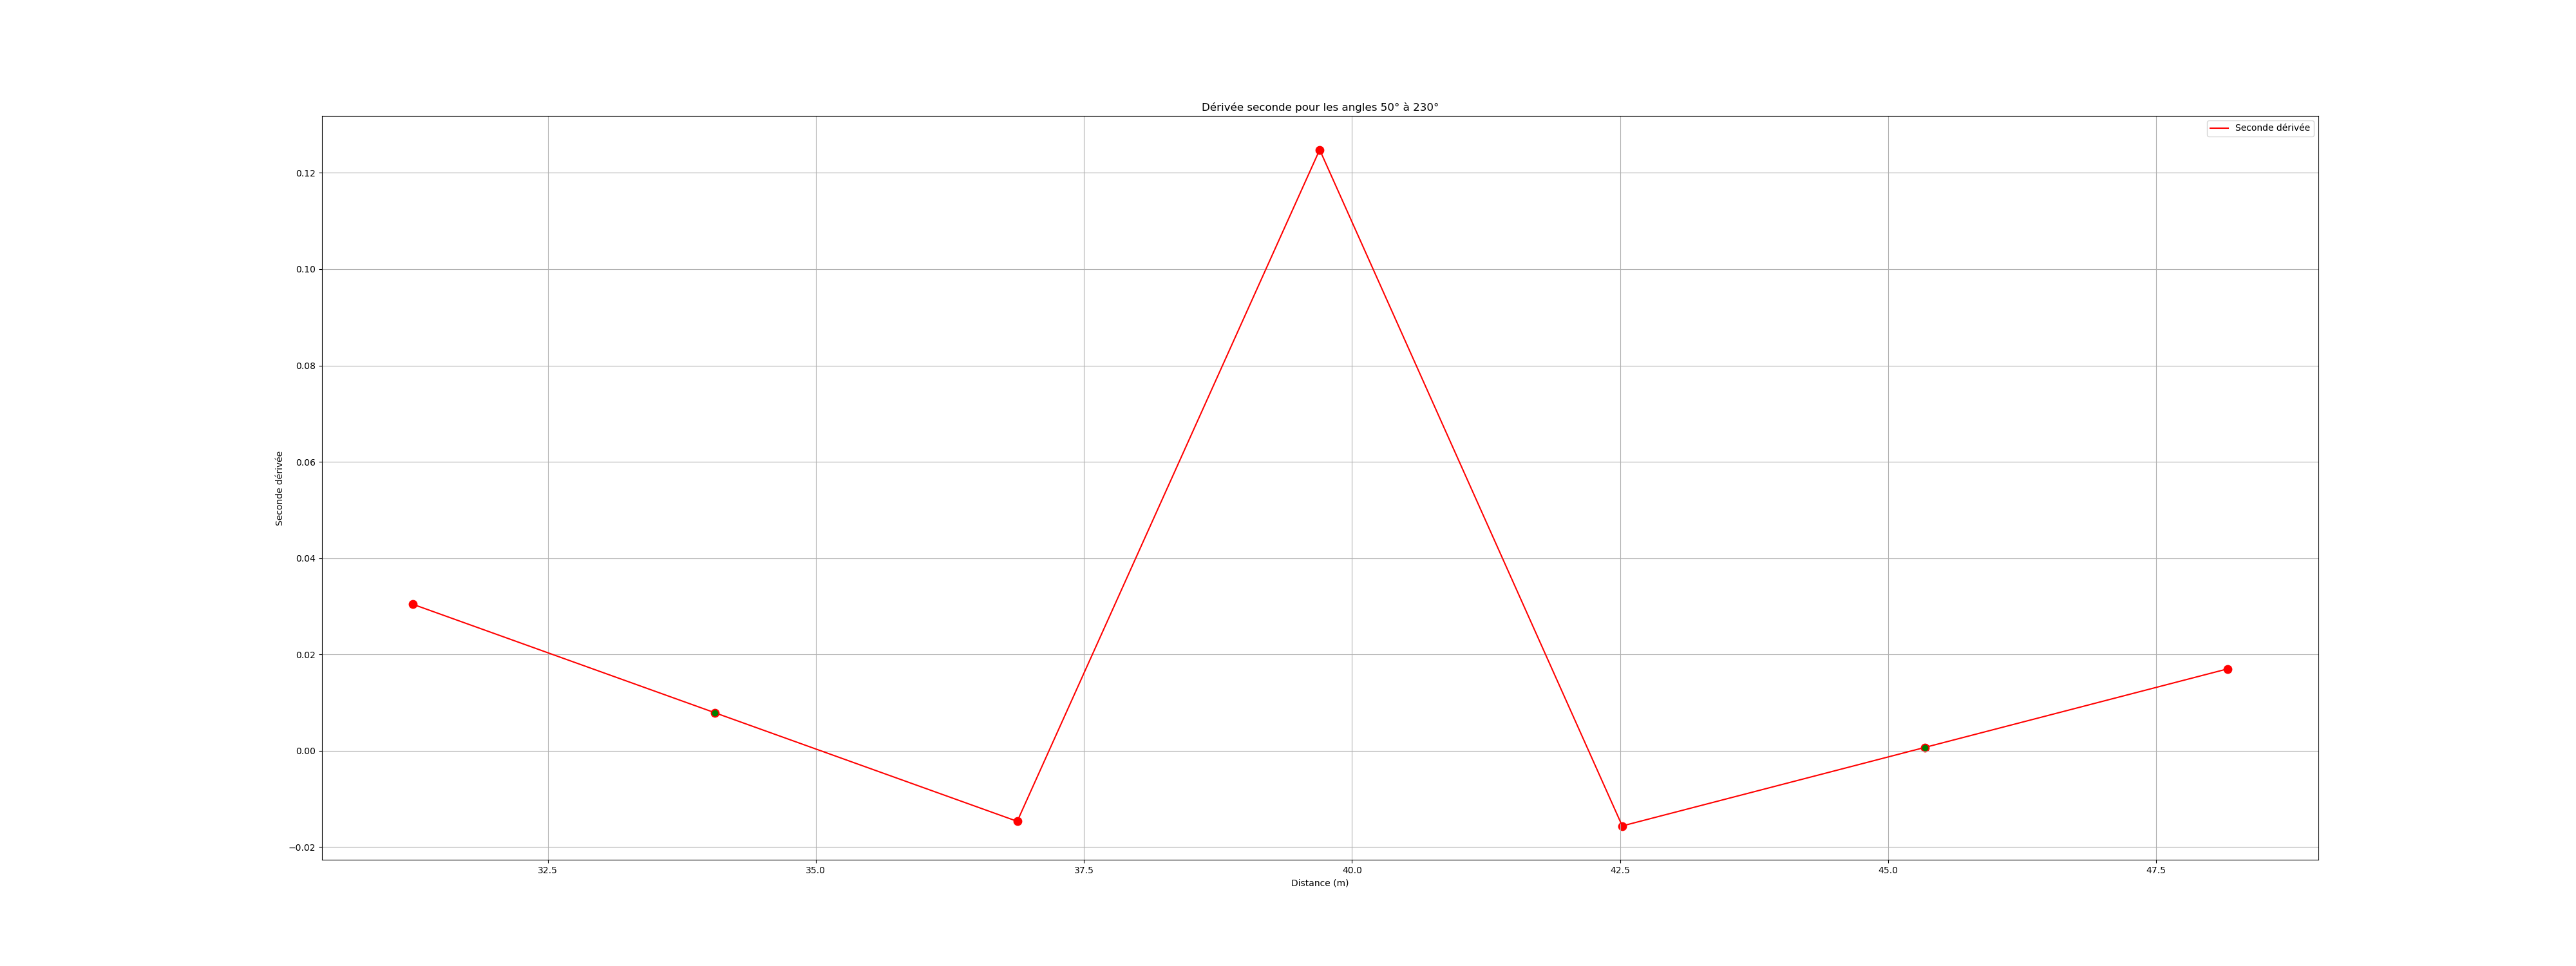 Dérivée seconde pour les angles 50° à 230°
Seconde dérivée
0.12
0.10
0.08
0.06
0.04
0.02
0.00
−0.02
Seconde dérivée
32.5 35.0 37.5 40.0 42.5 45.0 47.5
Distance (m)